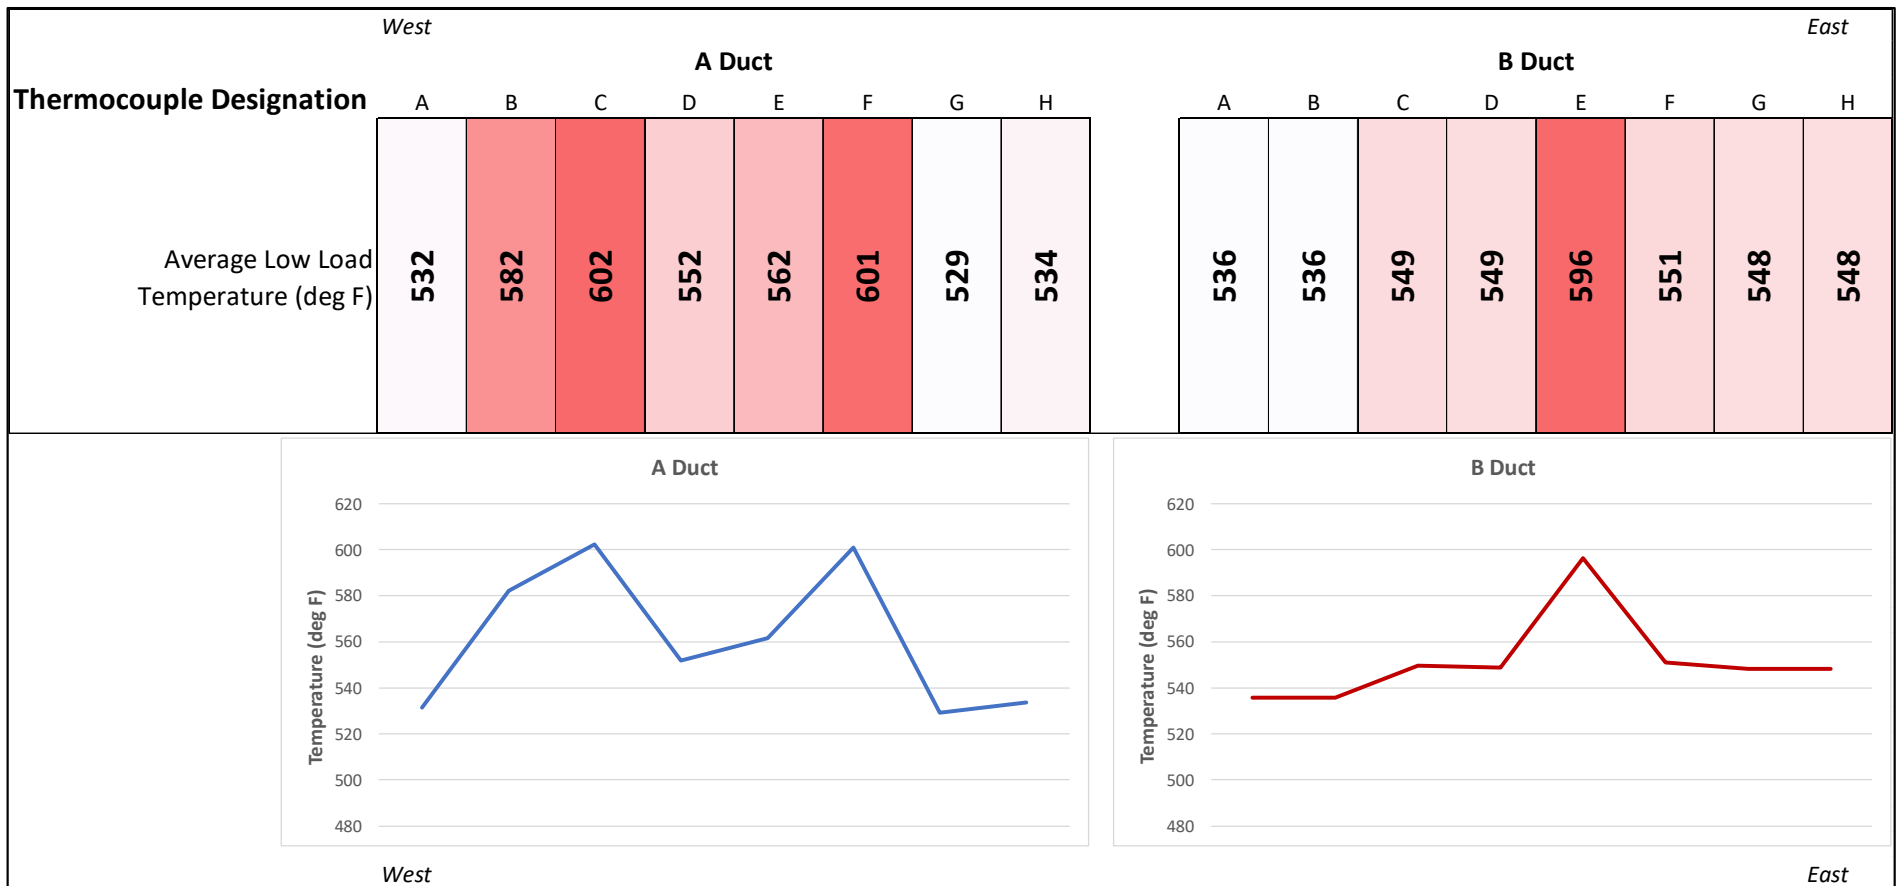 West East
A Duct B Duct
Thermocouple Designation A B C D E F G H A B C D E F G H
Average Low Load
Temperature (deg F)
532 582 602 552 562 601 529 534 536 536 549 549 596 551 548 548
A Duct
620
600
580
560
540
520
500
480
Temperature (deg F)
B Duct
620
600
580
560
540
520
500
480
Temperature (deg F)
West East